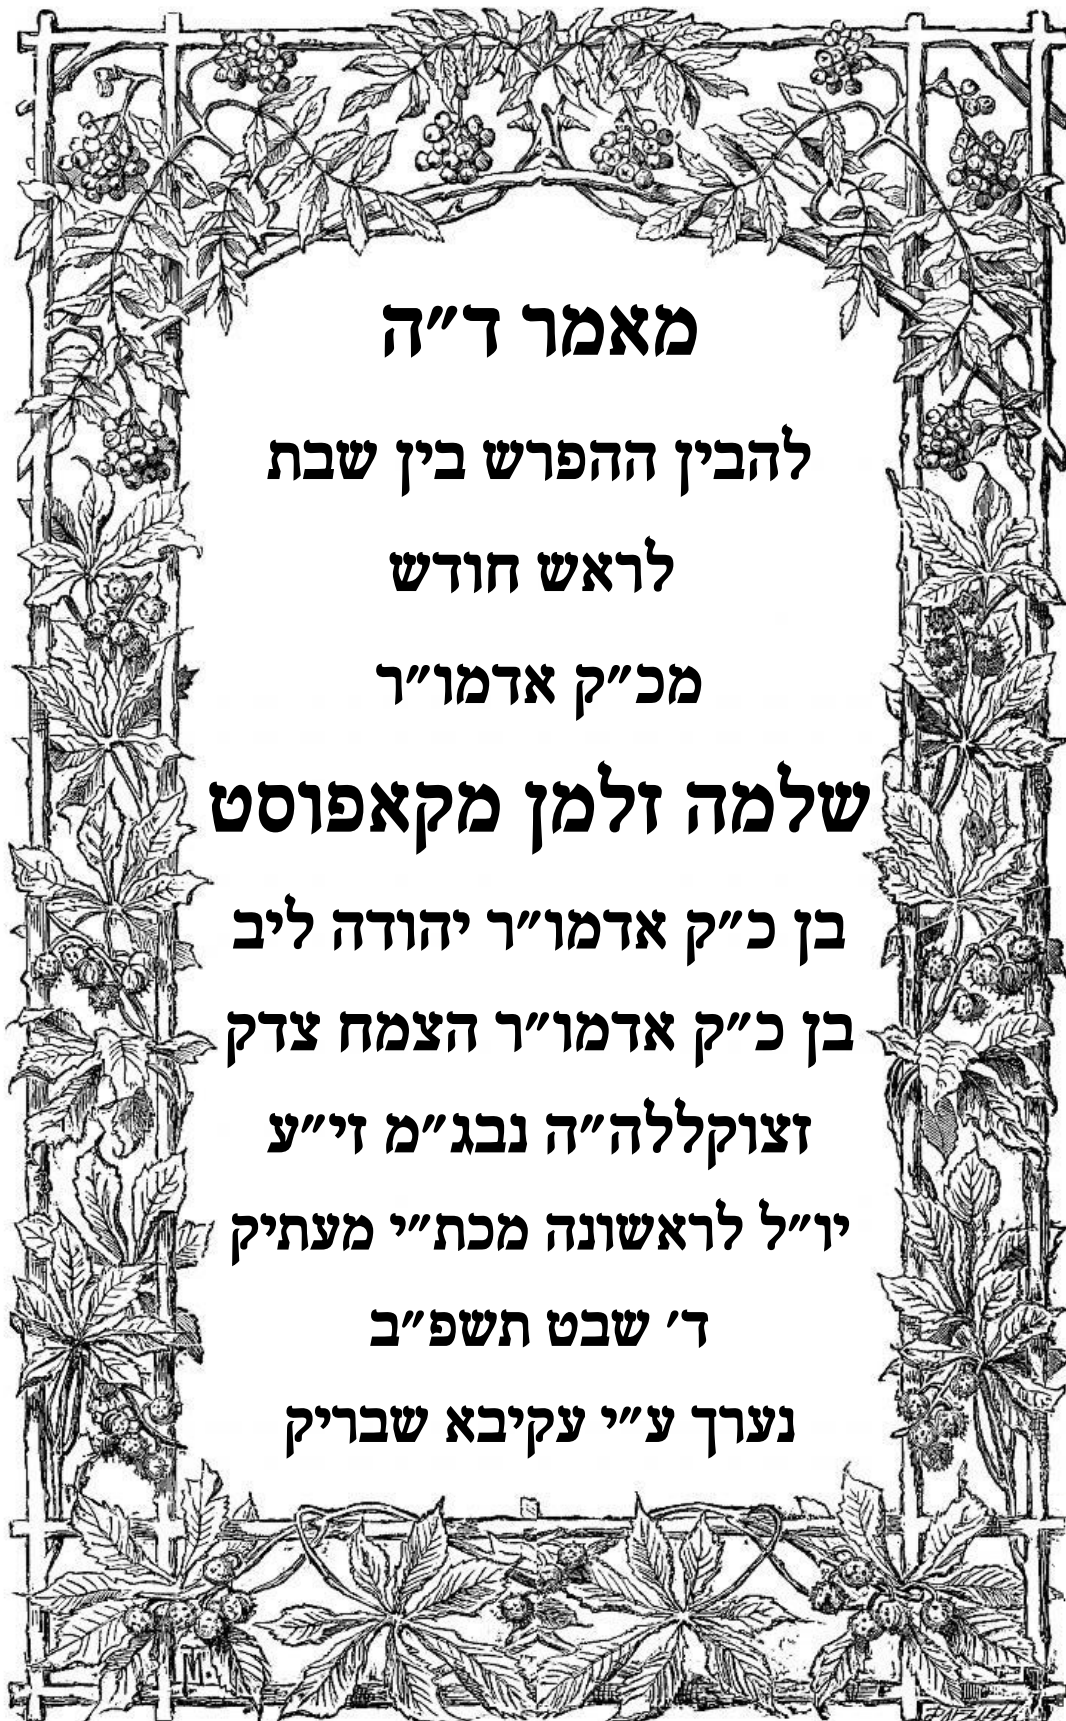 מאמר ד״ה
להבין ההפרש בין שבת
לראש חודש
מכ״ק אדמו״ר
שלמה זלמן מקאפוסט
בן כ״ק אדמו״ר יהודה ליב
בן כ״ק אדמו״ר הצמח צדק
זצוקללה״ה נבג״מ זי״ע
יו״ל לראשונה מכת״י מעתיק
ד׳ שבט תשפ״ב
נערך ע״י עקיבא שבריק
M.